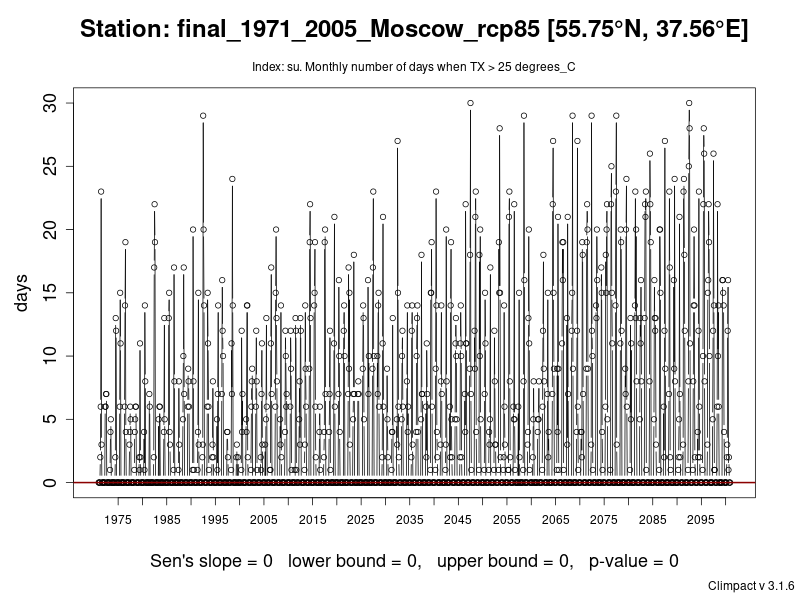 Station: final_1971_2005_Moscow_rcp85 [55.75°N, 37.56°E]
Index: su. Monthly number of days when TX > 25 degrees_C
days
30
25
20
15
10
5
0
1975 1985 1995 2005 2015 2025 2035 2045 2055 2065 2075 2085 2095
Sen's slope = 0 lower bound = 0, upper bound = 0, p-value = 0
Climpact v 3.1.6